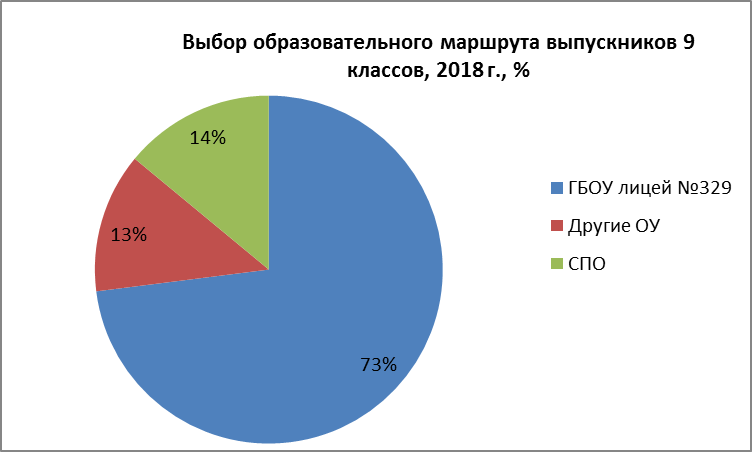 Выбор образовательного маршрута выпускников 9
классов, 2018 г., %
14%
13%
73%
ГБОУ лицей №329
Другие ОУ
СПО